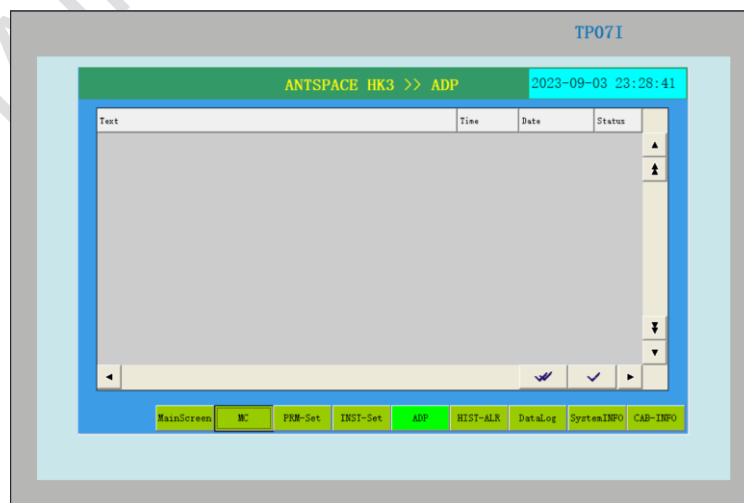 TP07I
ANTSPACE HK3 >> ADP 2023-09-03 23:28:41
Text Time Date Status
MainScreen MC PRM-Set INST-Set ADP HIST-ALR DataLog SystemINFO CAB-INFO